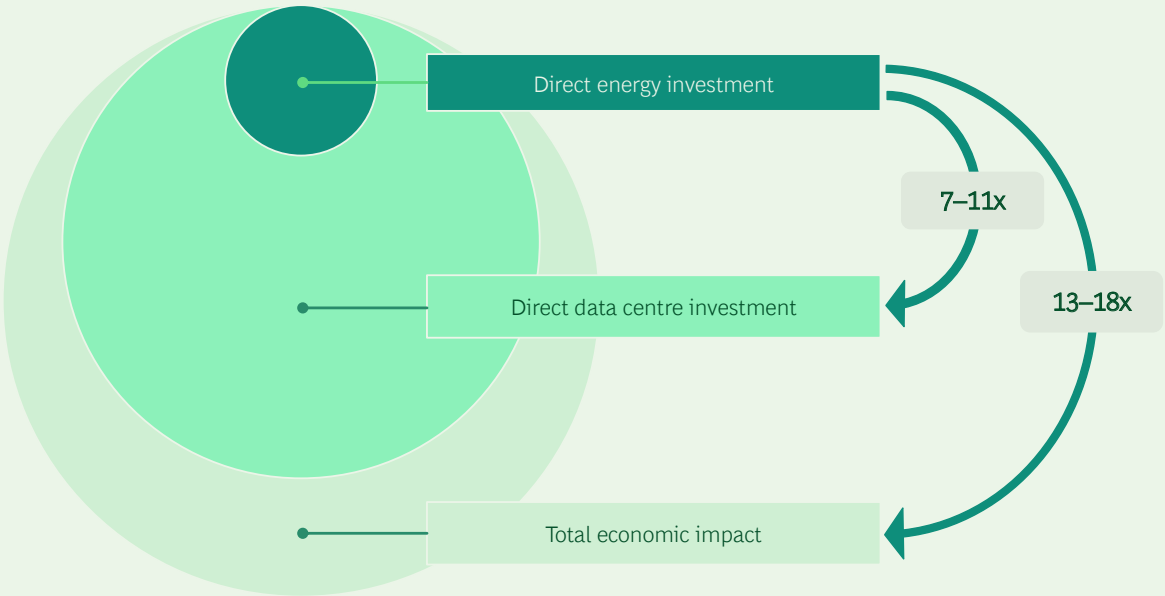 Direct energy investment
7–11x
Direct data centre investment
13–18x
Total economic impact